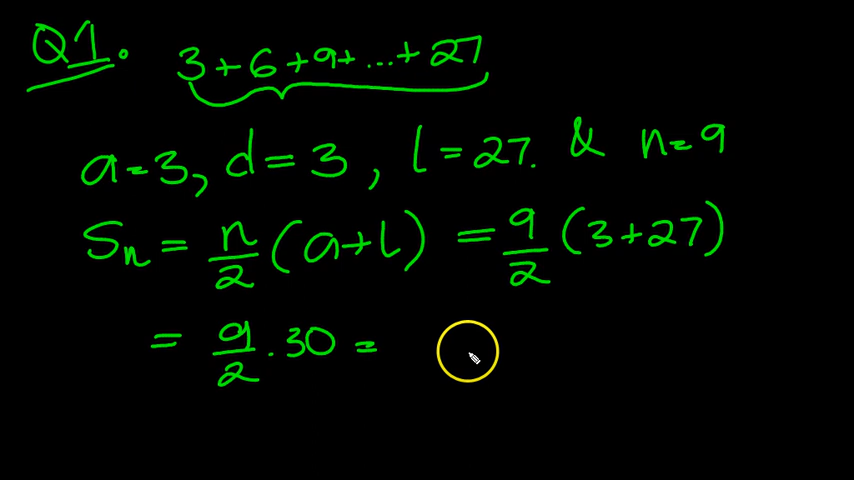 Q1. 3+6+9+...+27
a=3, d=3, l=27. & n=9
Sn = n/2 (a+l) = 9/2 (3+27)
= 9/2 . 30 =